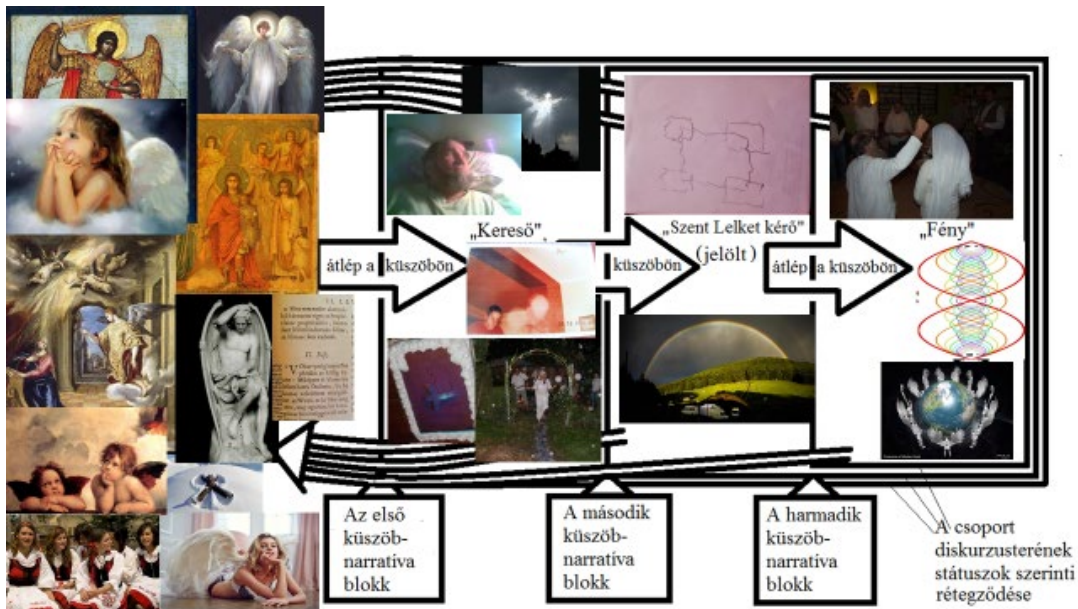 „Kereső",
„Szent Lelket kérő"
(jelölt)
„Fény"
átlép a küszöbön
küszöbön
átlép a küszöbön
Az első
küszöb-
narratíva
blokk
A második
küszöb-
narratíva
blokk
A harmadik
küszöb-
narratíva
blokk
A csoport
diskurzusterének
státuszok szerinti
rétegződése